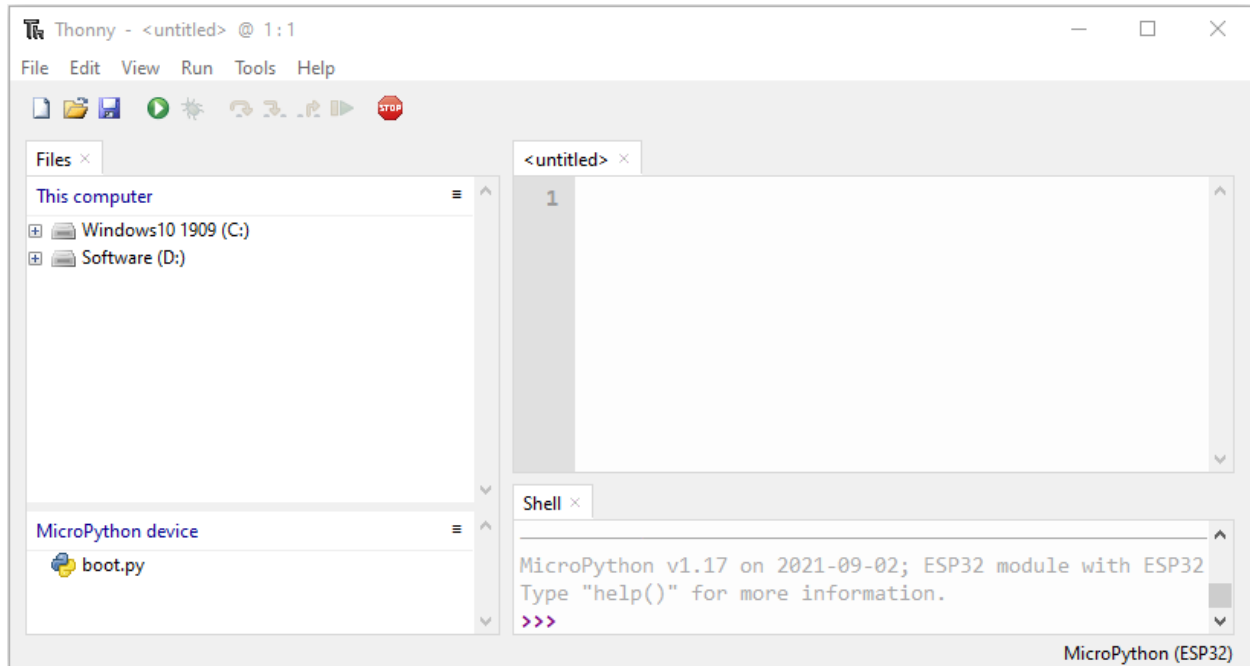 Thonny - <untitled> @ 1:1
File Edit View Run Tools Help
STOP
Files
This computer
Windows10 1909 (C:)
Software (D:)
MicroPython device
boot.py
<untitled>
1
Shell
MicroPython v1.17 on 2021-09-02; ESP32 module with ESP32
Type "help()" for more information.
>>>
MicroPython (ESP32)